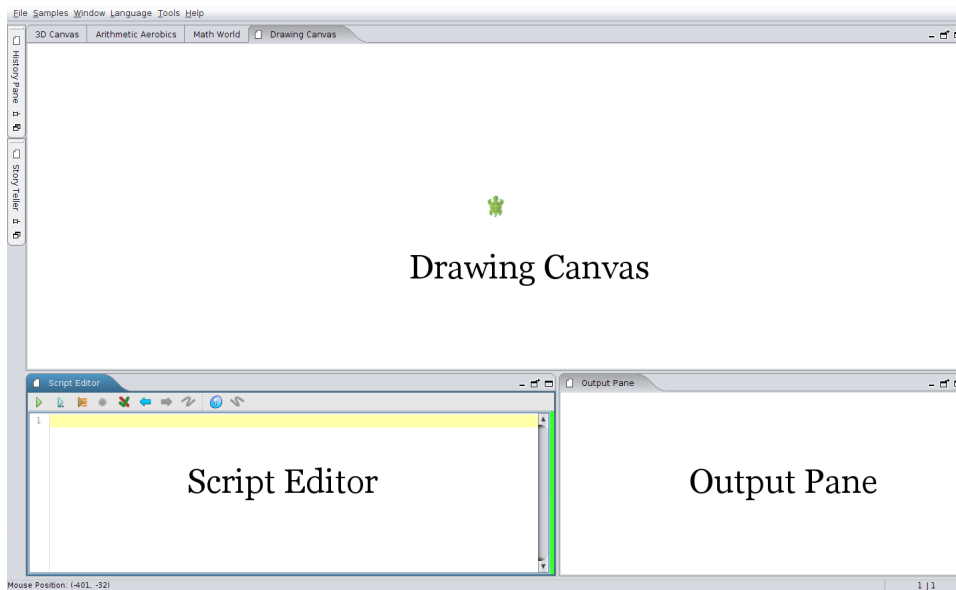 File Samples Window Language Tools Help
3D Canvas Arithmetic Aerobics Math World Drawing Canvas
History Pane
Story Teller
Drawing Canvas
Script Editor
Output Pane
1
Script Editor
Output Pane
Mouse Position: (-401, -32)
1 | 1